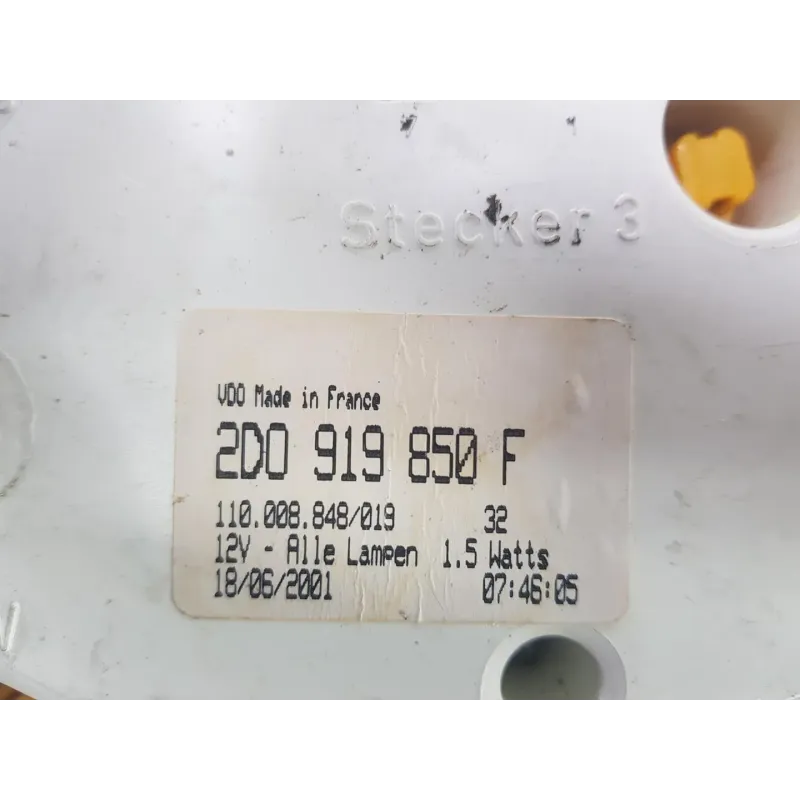 Stecker 3
VDO Made in France
2D0 919 850 F
110.008.848/019 32
12V - Alle Lampen 1.5 Watts
18/06/2001 07:46:05